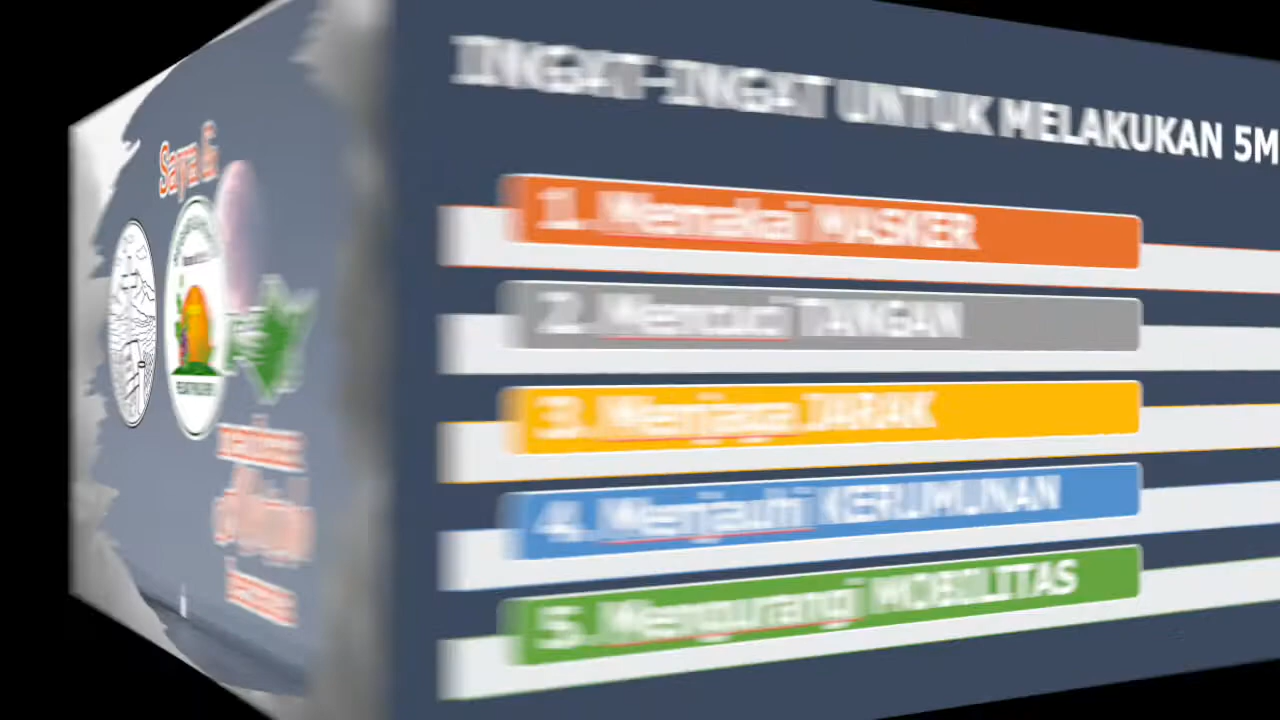 Saya &
INGAT-INGAT UNTUK MELAKUKAN 5M
1. Memakai MASKER
2. Mencuci TANGAN
3. Menjaga JARAK
4. Menjauhi KERUMUNAN
5. Mengurangi MOBILITAS